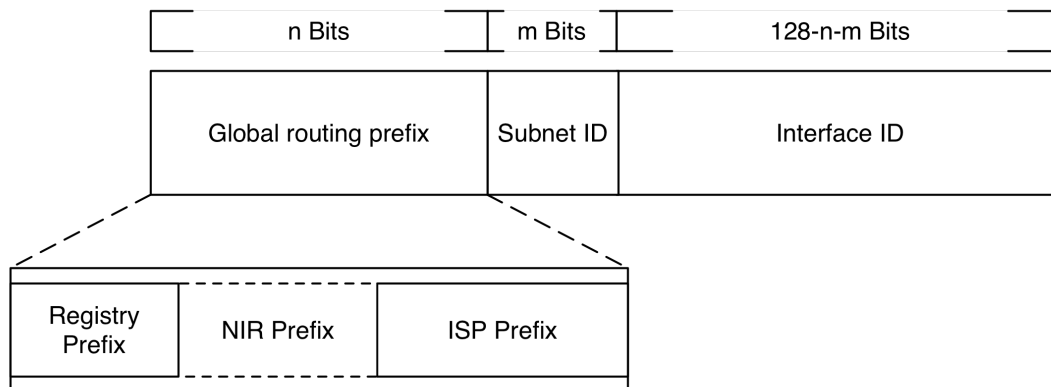 n Bits
m Bits
128-n-m Bits
Global routing prefix
Subnet ID
Interface ID
Registry
Prefix
NIR Prefix
ISP Prefix